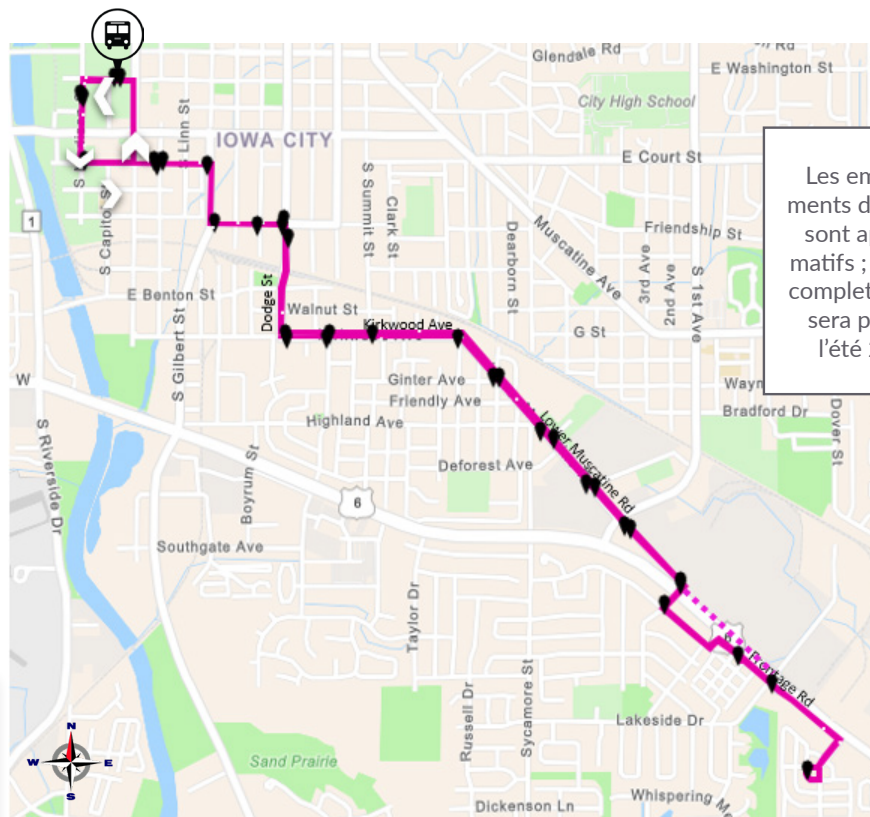 Glendale Rd
Rd
E Washington St
City High School
S Linn St
IOWA CITY
E Court St
S Summit St
Clark St
Les em
ments d
sont ap
matifs ;
complet
sera p
l'été
1
S Capitol St
Dearborn St
Muscatine Ave
Friendship St
3rd Ave
2nd Ave
S 1st Ave
E Benton St
Dodge St
Walnut St
Kirkwood Ave
G St
S Gilbert St
W
Ginter Ave
Friendly Ave
Wayn
Bradford Dr
Highland Ave
Dover St
S Riverside Dr
Boyrum St
Deforest Ave
Lower Muscatine Rd
6
Southgate Ave
Taylor Dr
6
Frontage Rd
Sycamore St
Russell Dr
Lakeside Dr
N
W
E
S
Sand Prairie
Dickenson Ln
Whispering Me